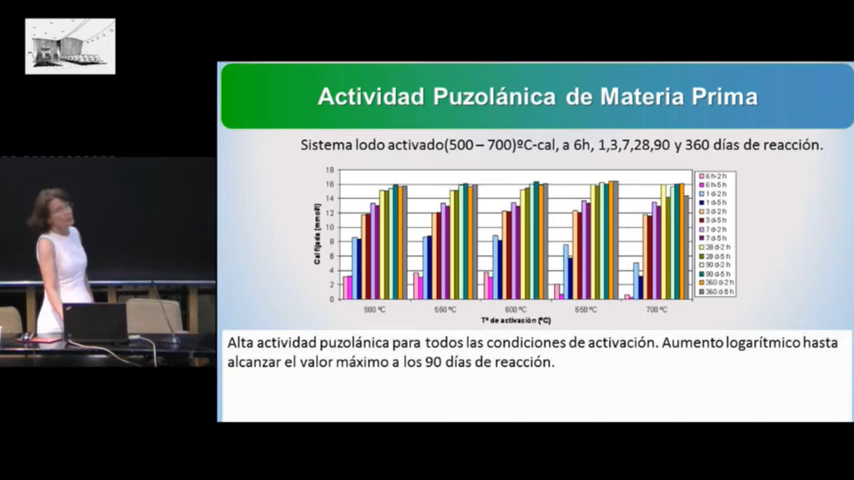 Actividad Puzolánica de Materia Prima
Sistema lodo activado(500 – 700)ºC-cal, a 6h, 1,3,7,28,90 y 360 días de reacción.
18
16
14
12
10
8
6
4
2
0
Cal fijada (mmol/l)
500 ºC 550 ºC 600 ºC 650 ºC 700 ºC
Tº de activación (ºC)
6 h-2 h
6 h-5 h
1 d-2 h
1 d-5 h
3 d-2 h
3 d-5 h
7 d-2 h
7 d-5 h
28 d-2 h
28 d-5 h
90 d-2 h
90 d-5 h
360 d-2 h
360 d-5 h
Alta actividad puzolánica para todos las condiciones de activación. Aumento logarítmico hasta
alcanzar el valor máximo a los 90 días de reacción.